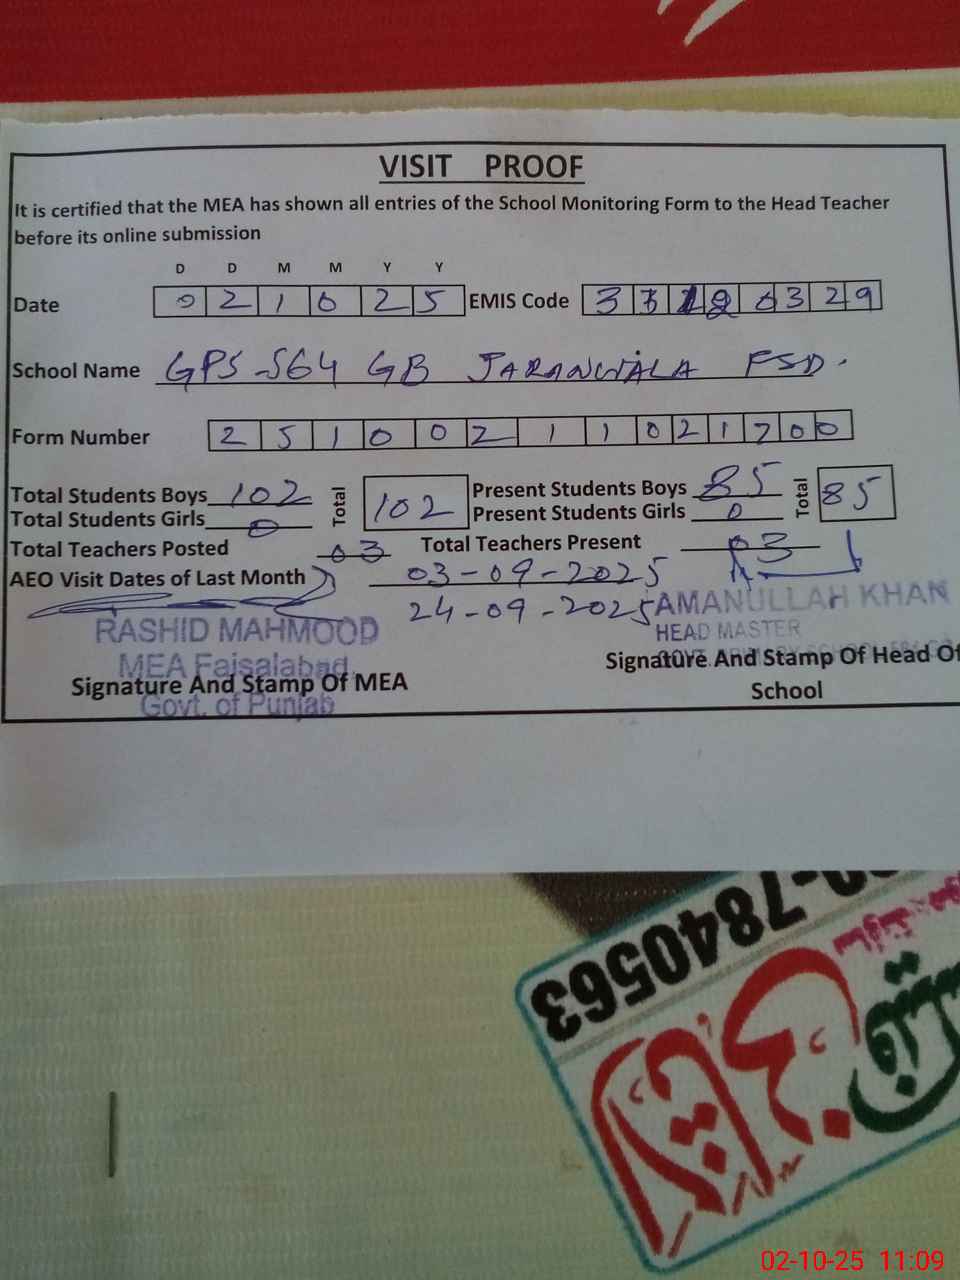 VISIT PROOF
It is certified that the MEA has shown all entries of the School Monitoring Form to the Head Teacher
before its online submission
D D M M Y Y
Date 0 2 1 0 2 5 EMIS Code 3 3 2 0 3 2 9
School Name GPS 564 GB JARANWALA FSD.
Form Number 2 5 1 0 0 2 1 1 0 2 1 7 0 0
Total Students Boys 102 Total 102 Present Students Boys 85 Total 85
Total Students Girls 0 Present Students Girls 0
Total Teachers Posted 03 Total Teachers Present 03
AEO Visit Dates of Last Month 03-09-2025
24-09-2025
AMANULLAH KHAN
HEAD MASTER
RASHID MAHMOOD
MEA Faisalabad
Govt. of Punjab
Signature And Stamp Of MEA
Signature And Stamp Of Head Of
School
7840563
02-10-25 11:09